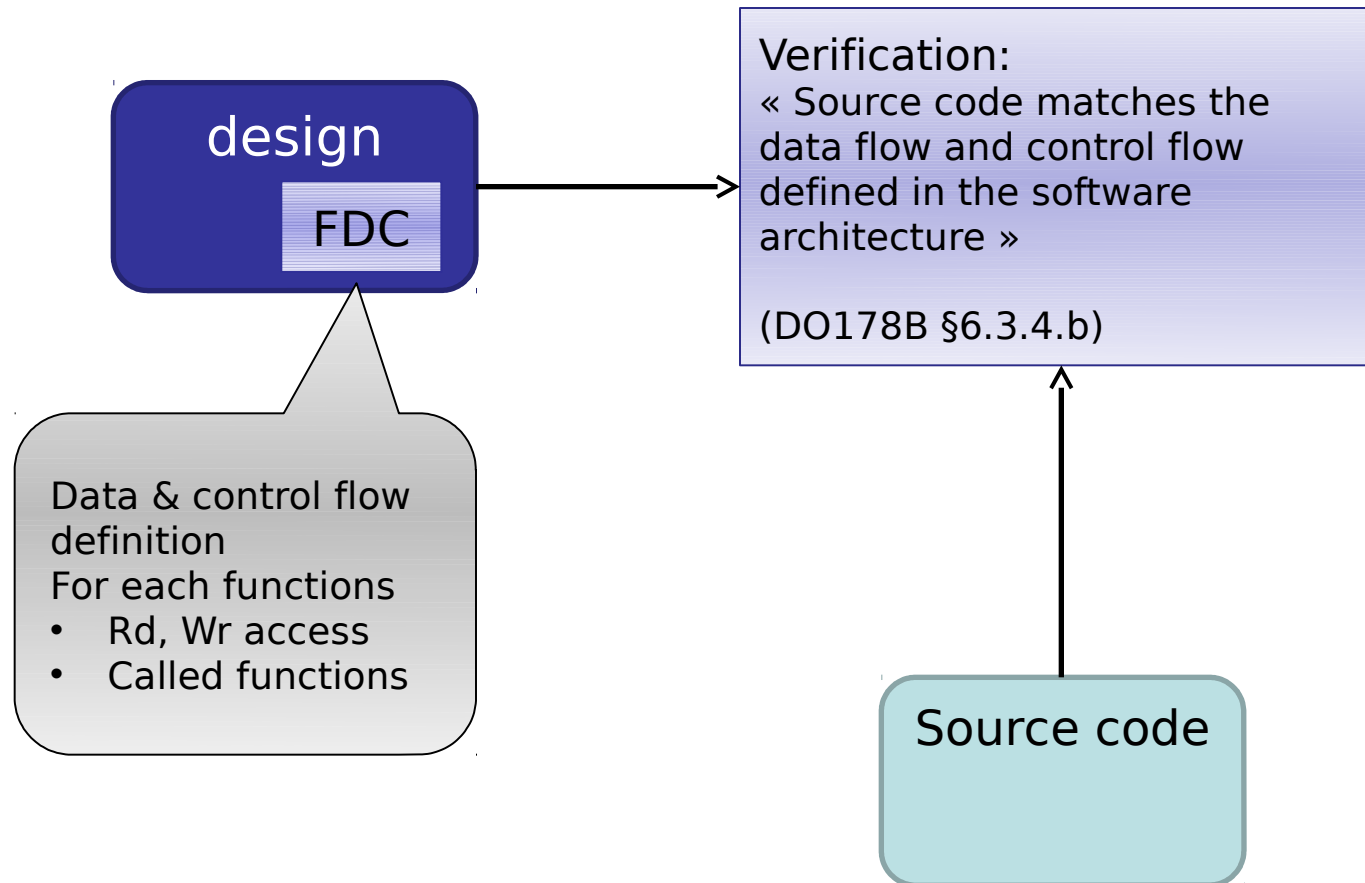 design
FDC
Verification:
« Source code matches the
data flow and control flow
defined in the software
architecture »
(DO178B §6.3.4.b)
Data & control flow
definition
For each functions
• Rd, Wr access
• Called functions
Source code